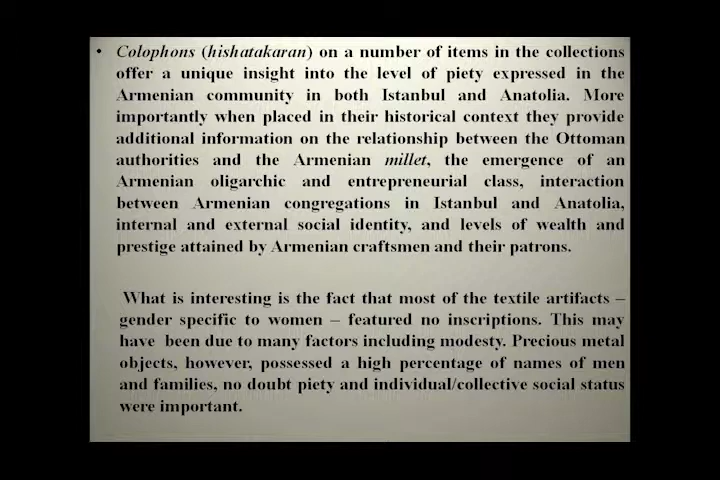 • Colophons (hishatakaran) on a number of items in the collections
offer a unique insight into the level of piety expressed in the
Armenian community in both Istanbul and Anatolia. More
importantly when placed in their historical context they provide
additional information on the relationship between the Ottoman
authorities and the Armenian millet, the emergence of an
Armenian oligarchic and entrepreneurial class, interaction
between Armenian congregations in Istanbul and Anatolia,
internal and external social identity, and levels of wealth and
prestige attained by Armenian craftsmen and their patrons.
What is interesting is the fact that most of the textile artifacts –
gender specific to women – featured no inscriptions. This may
have been due to many factors including modesty. Precious metal
objects, however, possessed a high percentage of names of men
and families, no doubt piety and individual/collective social status
were important.